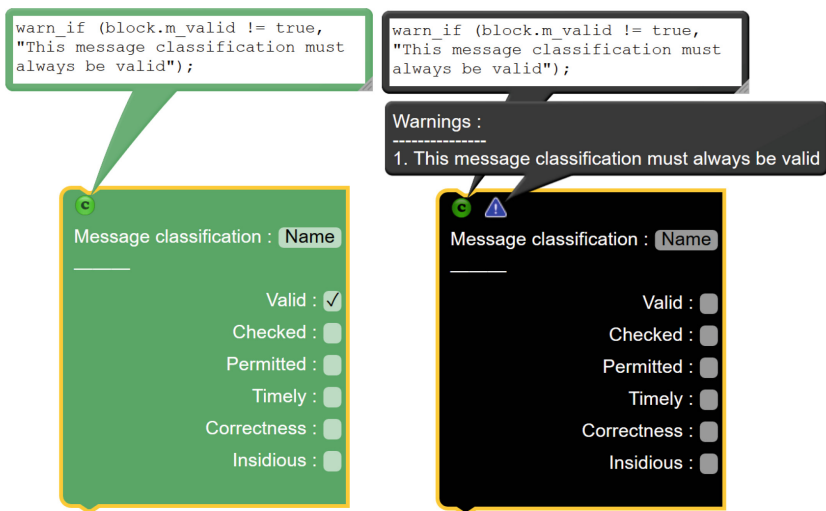 warn_if (block.m_valid != true,
"This message classification must
always be valid");
C
Message classification : Name
______
Valid : ✓
Checked :
Permitted :
Timely :
Correctness :
Insidious :
warn_if (block.m_valid != true,
"This message classification must
always be valid");
Warnings :
---------------
1. This message classification must always be valid
C !
Message classification : Name
______
Valid :
Checked :
Permitted :
Timely :
Correctness :
Insidious :